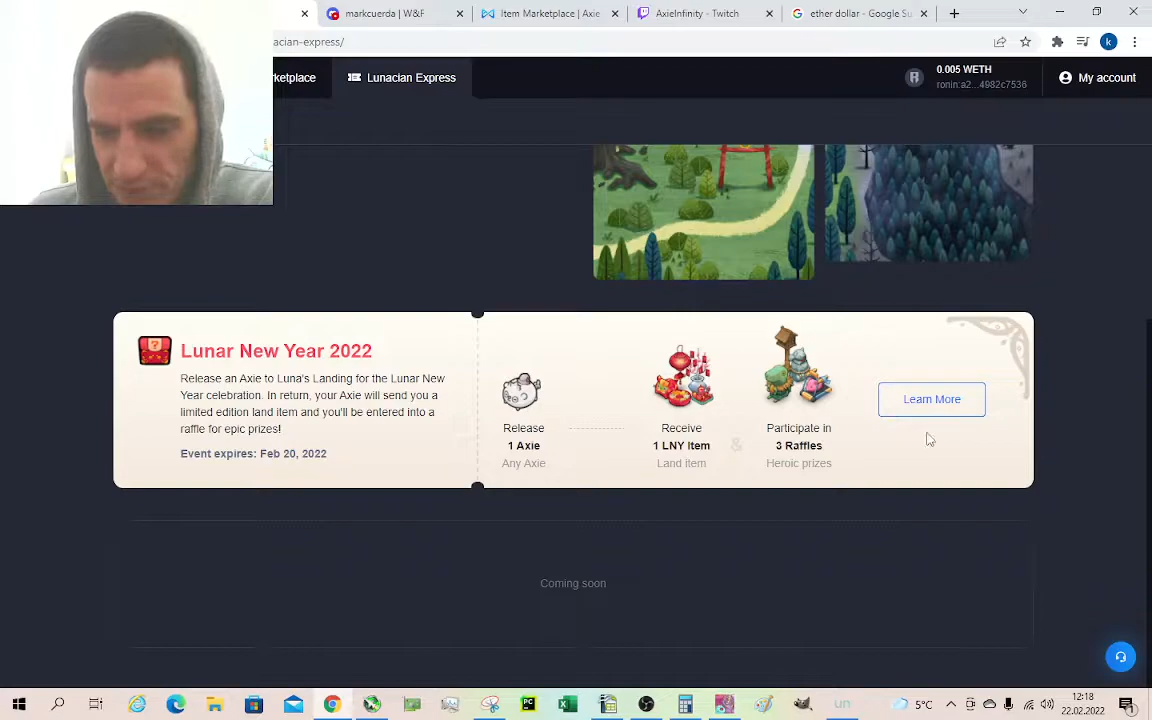 markcuerda | W&F
Item Marketplace | Axie
AxieInfinity - Twitch
ether dollar - Google Su
acian-express/
ketplace
Lunacian Express
0.005 WETH
ronin:a2...4982c7536
My account
Lunar New Year 2022
Release an Axie to Luna's Landing for the Lunar New
Year celebration. In return, your Axie will send you a
limited edition land item and you'll be entered into a
raffle for epic prizes!
Event expires: Feb 20, 2022
Release
1 Axie
Any Axie
Receive
1 LNY Item
Land item
&
Participate in
3 Raffles
Heroic prizes
Learn More
Coming soon
5°C
12:18
22.02.2022